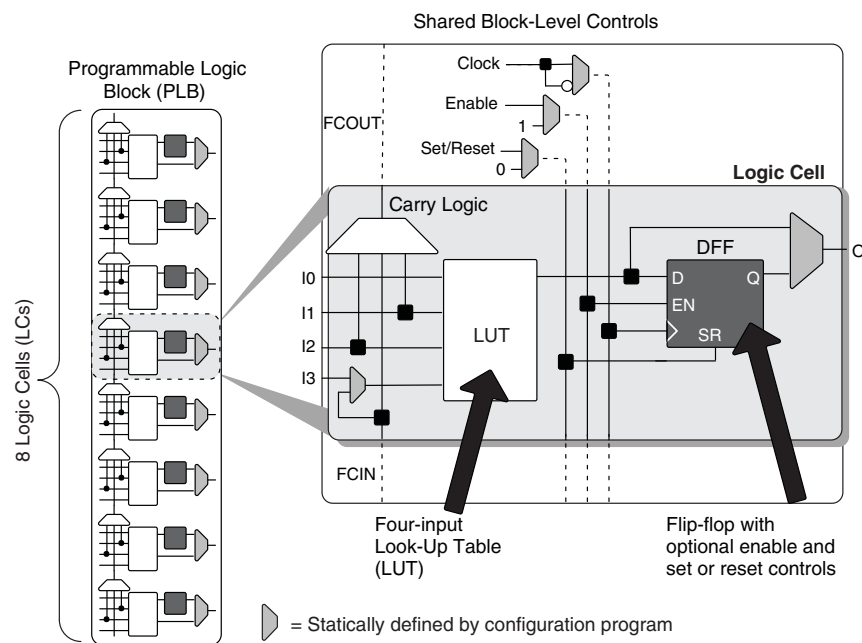 Shared Block-Level Controls
Programmable Logic
Block (PLB)
8 Logic Cells (LCs)
Clock
Enable
1
FCOUT
Set/Reset
0
Logic Cell
Carry Logic
I0
I1
I2
I3
LUT
DFF
D
Q
EN
SR
O
FCIN
Four-input
Look-Up Table
(LUT)
Flip-flop with
optional enable and
set or reset controls
= Statically defined by configuration program